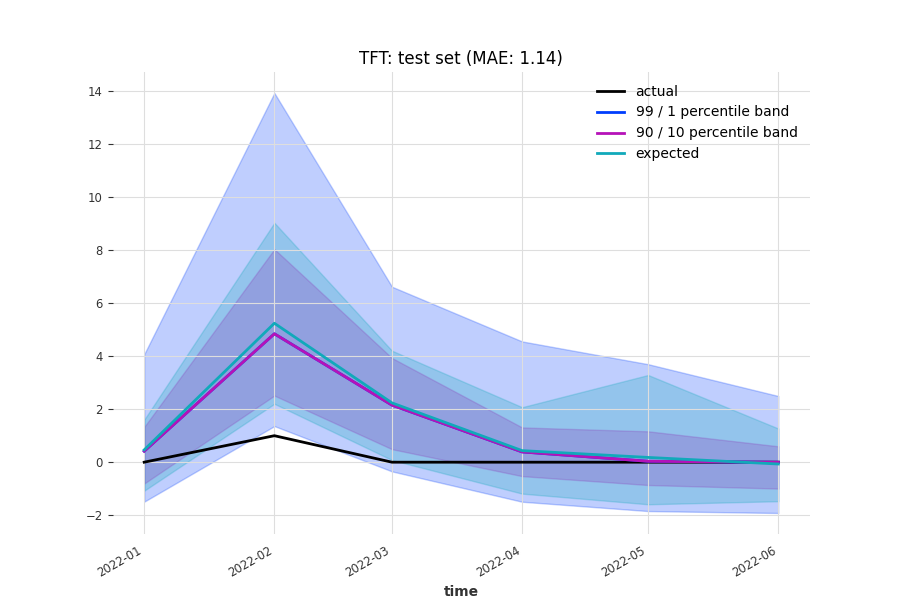 TFT: test set (MAE: 1.14)
actual
99 / 1 percentile band
90 / 10 percentile band
expected
14
12
10
8
6
4
2
0
−2
2022-01
2022-02
2022-03
2022-04
2022-05
2022-06
time